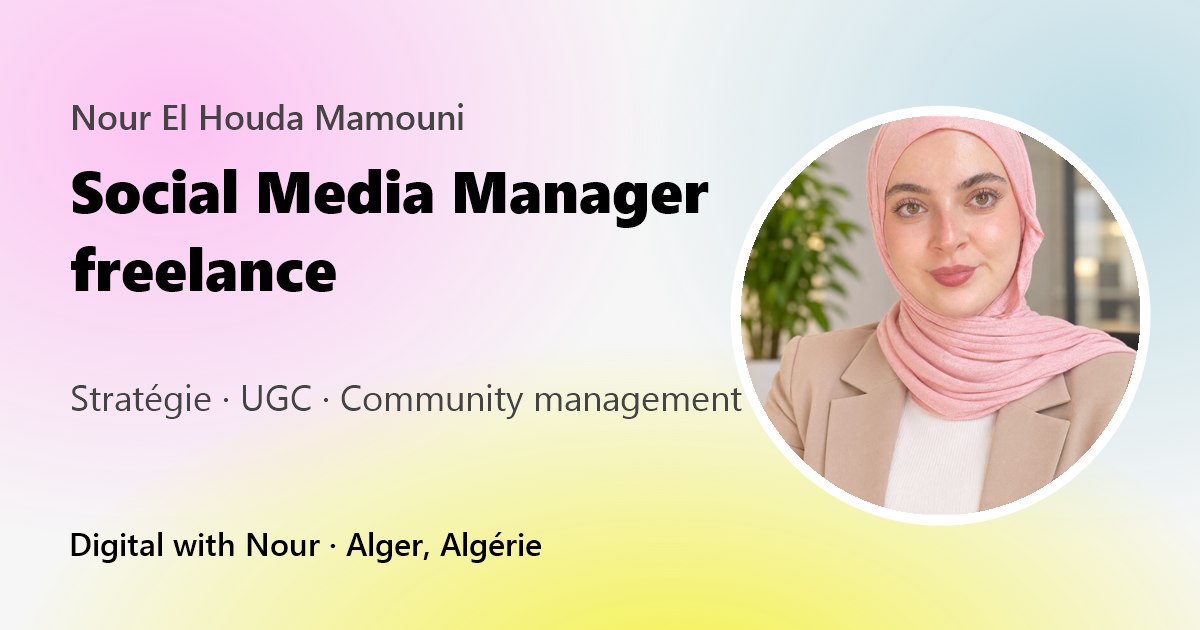 Nour El Houda Mamouni
Social Media Manager
freelance
Stratégie · UGC · Community management
Digital with Nour · Alger, Algérie